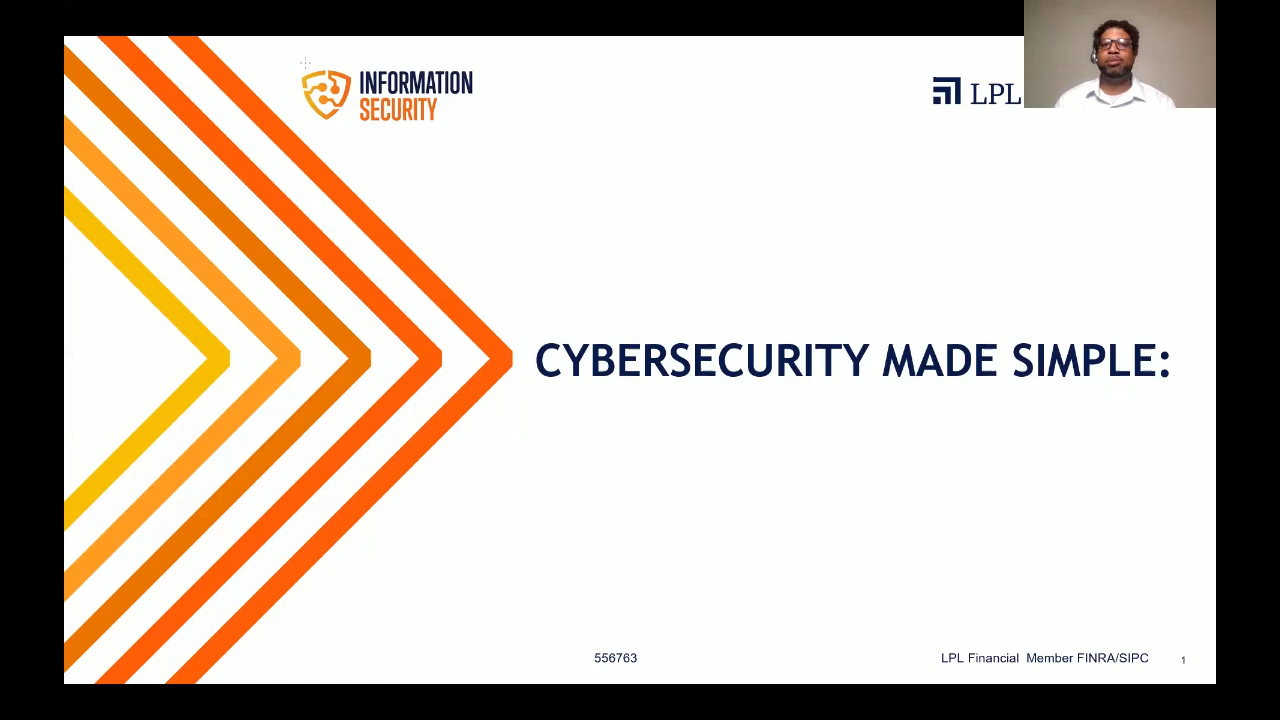 INFORMATION
SECURITY
LPL
CYBERSECURITY MADE SIMPLE:
556763
LPL Financial Member FINRA/SIPC
1